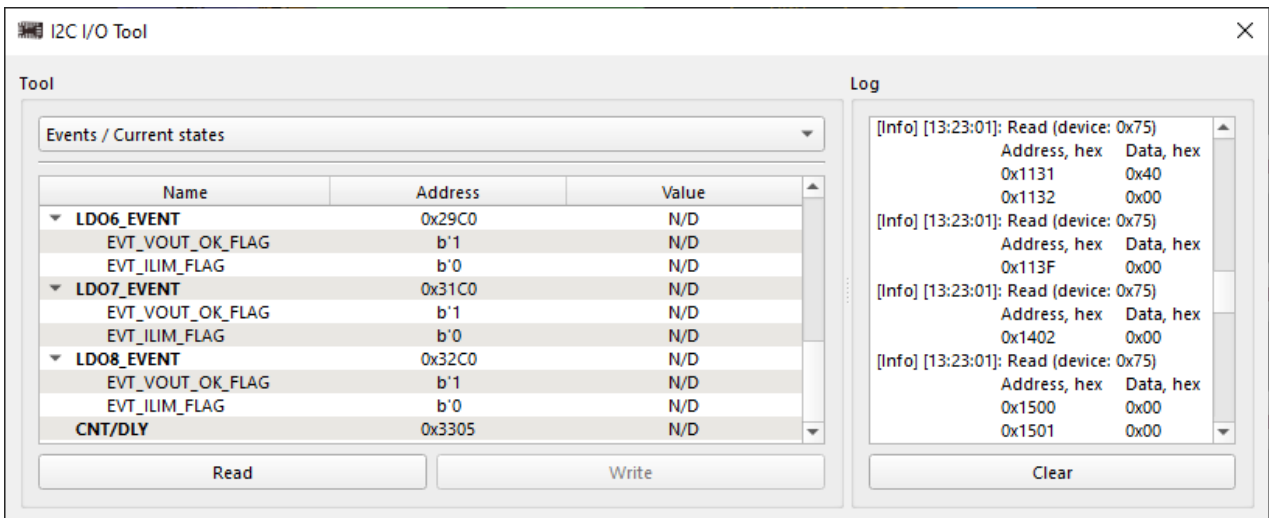 I2C I/O Tool
Tool
Events / Current states
Name Address Value
LDO6_EVENT 0x29C0 N/D
EVT_VOUT_OK_FLAG b'1 N/D
EVT_ILIM_FLAG b'0 N/D
LDO7_EVENT 0x31C0 N/D
EVT_VOUT_OK_FLAG b'1 N/D
EVT_ILIM_FLAG b'0 N/D
LDO8_EVENT 0x32C0 N/D
EVT_VOUT_OK_FLAG b'1 N/D
EVT_ILIM_FLAG b'0 N/D
CNT/DLY 0x3305 N/D
Read Write
Log
[Info] [13:23:01]: Read (device: 0x75)
Address, hex Data, hex
0x1131 0x40
0x1132 0x00
[Info] [13:23:01]: Read (device: 0x75)
Address, hex Data, hex
0x113F 0x00
[Info] [13:23:01]: Read (device: 0x75)
Address, hex Data, hex
0x1402 0x00
[Info] [13:23:01]: Read (device: 0x75)
Address, hex Data, hex
0x1500 0x00
0x1501 0x00
Clear